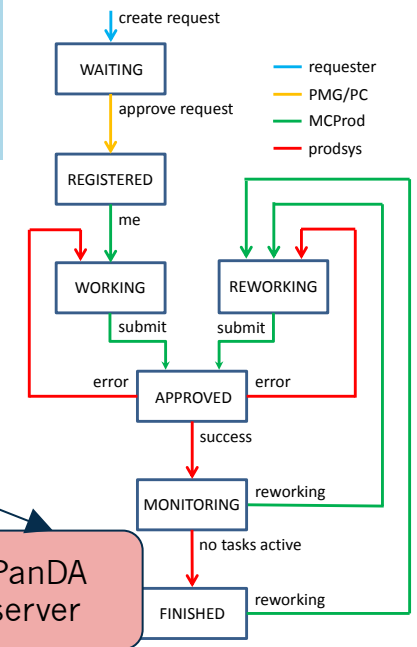 create request
WAITING
requester
PMG/PC
MCProd
prodsys
approve request
REGISTERED
me
WORKING
REWORKING
submit
submit
error
error
APPROVED
success
MONITORING
reworking
no tasks active
PanDA
server
FINISHED
reworking